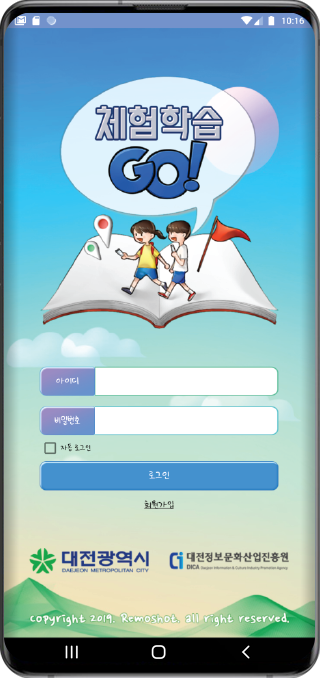 10:16
체험학습
GO!
아이디
비밀번호
자동 로그인
로그인
회원가입
대전광역시
DAEJEON METROPOLITAN CITY
대전정보문화산업진흥원
DICA Daejeon Information & Culture Industry Promotion Agency
copyright 2019. Remoshot. all right reserved.